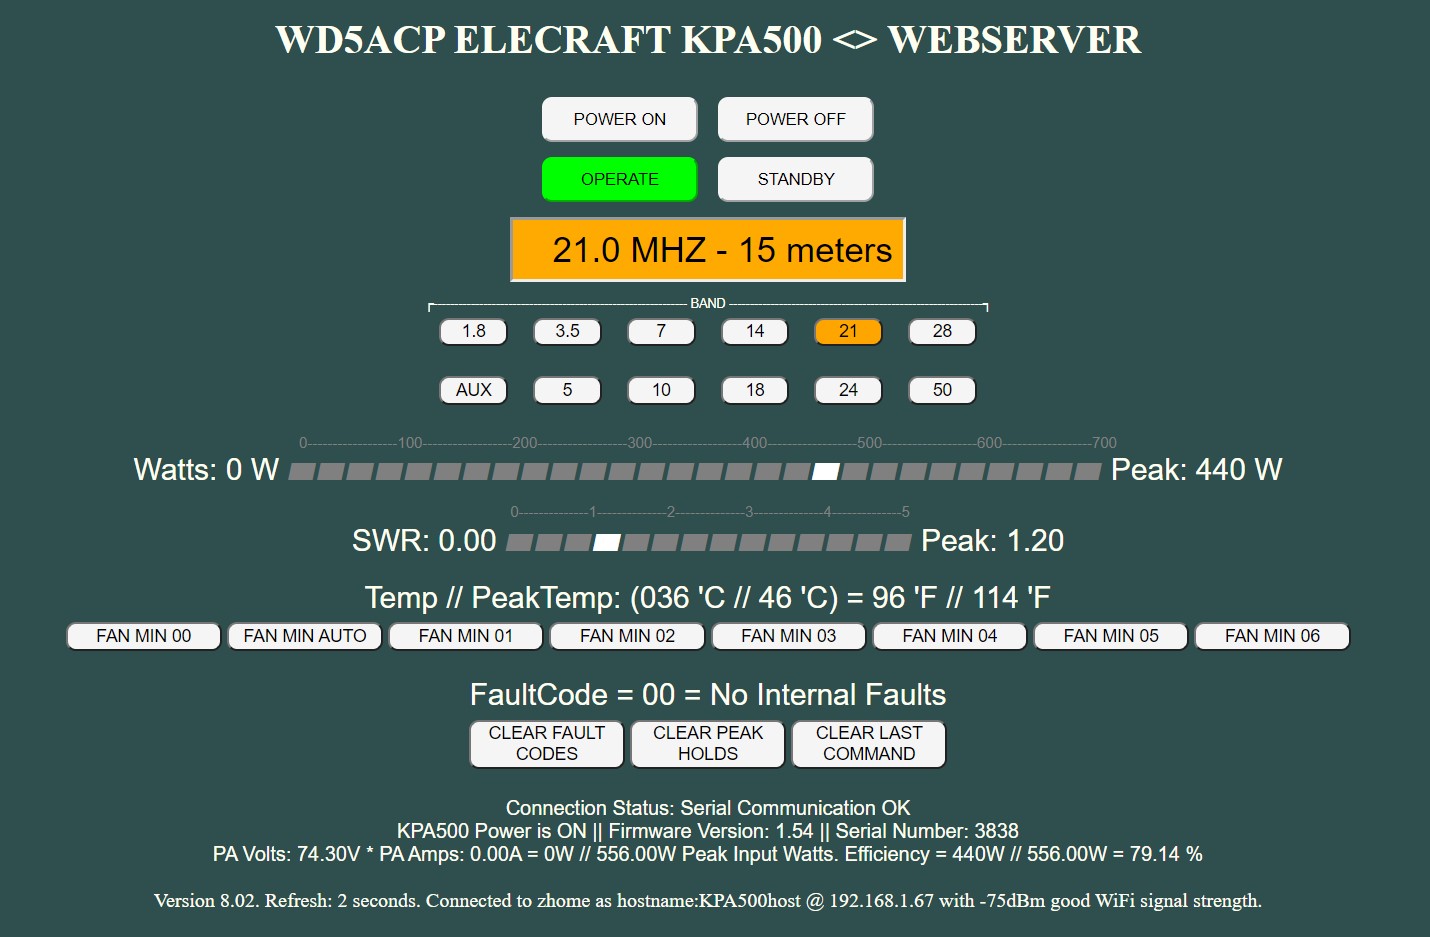 WD5ACP ELECRAFT KPA500 <> WEBSERVER
POWER ON POWER OFF
OPERATE STANDBY
21.0 MHZ - 15 meters
BAND
1.8 3.5 7 14 21 28
AUX 5 10 18 24 50
0------------------100------------------200------------------300------------------400------------------500------------------600------------------700
Watts: 0 W Peak: 440 W
0--------------1--------------2--------------3--------------4--------------5
SWR: 0.00 Peak: 1.20
Temp // PeakTemp: (036 'C // 46 'C) = 96 'F // 114 'F
FAN MIN 00 FAN MIN AUTO FAN MIN 01 FAN MIN 02 FAN MIN 03 FAN MIN 04 FAN MIN 05 FAN MIN 06
FaultCode = 00 = No Internal Faults
CLEAR FAULT CODES CLEAR PEAK HOLDS CLEAR LAST COMMAND
Connection Status: Serial Communication OK
KPA500 Power is ON || Firmware Version: 1.54 || Serial Number: 3838
PA Volts: 74.30V * PA Amps: 0.00A = 0W // 556.00W Peak Input Watts. Efficiency = 440W // 556.00W = 79.14 %
Version 8.02. Refresh: 2 seconds. Connected to zhome as hostname:KPA500host @ 192.168.1.67 with -75dBm good WiFi signal strength.